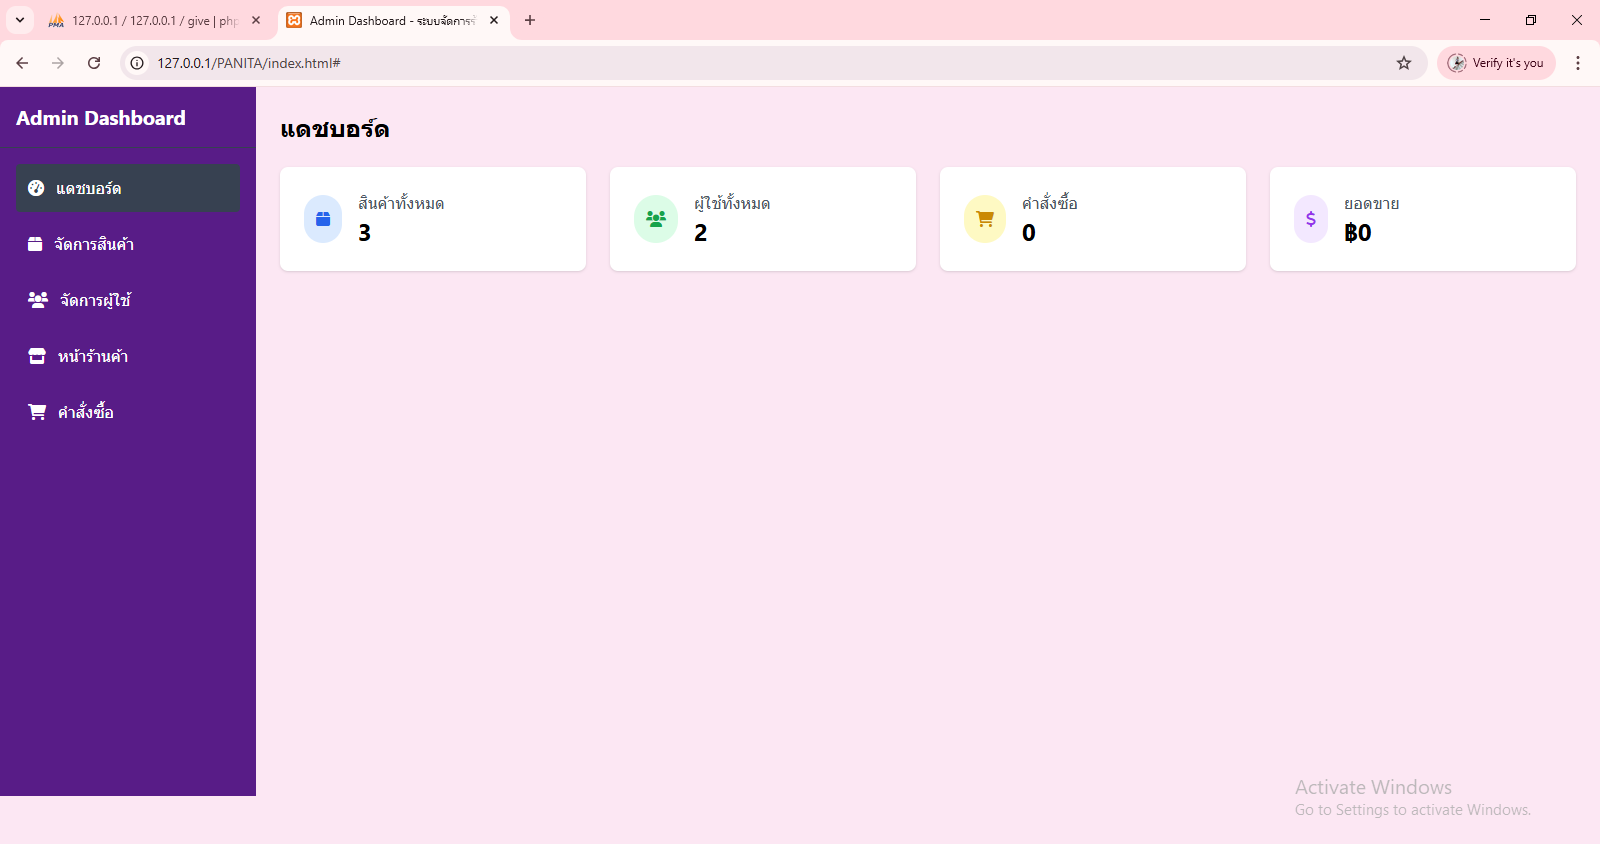 127.0.0.1 / 127.0.0.1 / give | php
Admin Dashboard - ระบบจัดการร้
127.0.0.1/PANITA/index.html#
Verify it's you
Admin Dashboard
แดชบอร์ด
จัดการสินค้า
จัดการผู้ใช้
หน้าร้านค้า
คำสั่งซื้อ
แดชบอร์ด
สินค้าทั้งหมด
3
ผู้ใช้ทั้งหมด
2
คำสั่งซื้อ
0
ยอดขาย
฿0
Activate Windows
Go to Settings to activate Windows.